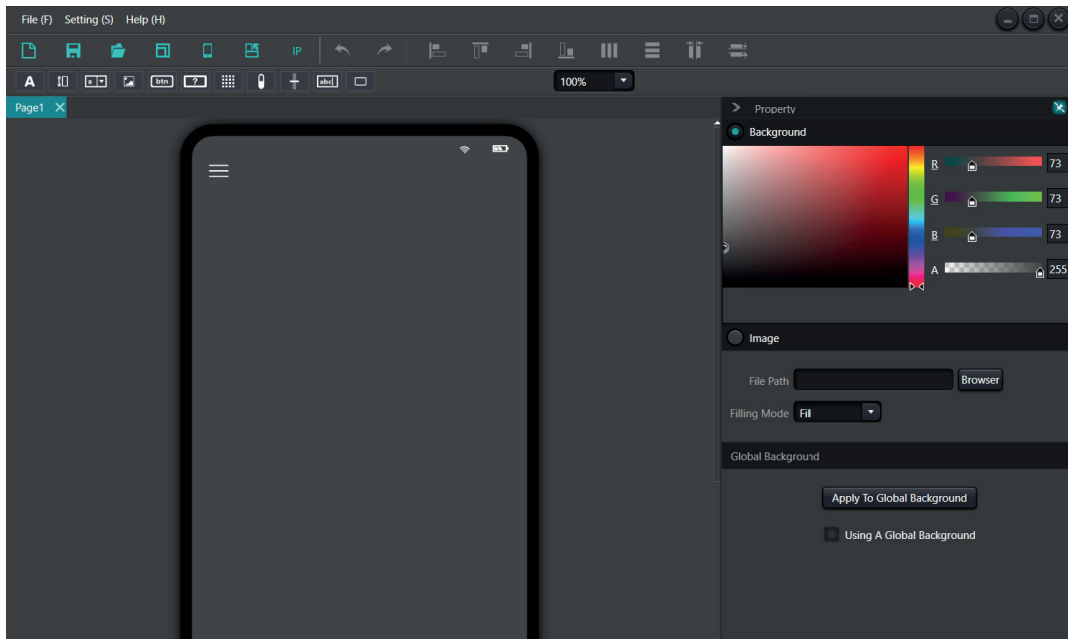 File (F) Setting (S) Help (H)
IP
A a btn ? abc 100%
Page1
Property
Background
R 73
G 73
B 73
A 255
Image
File Path Browser
Filling Mode Fill
Global Background
Apply To Global Background
Using A Global Background